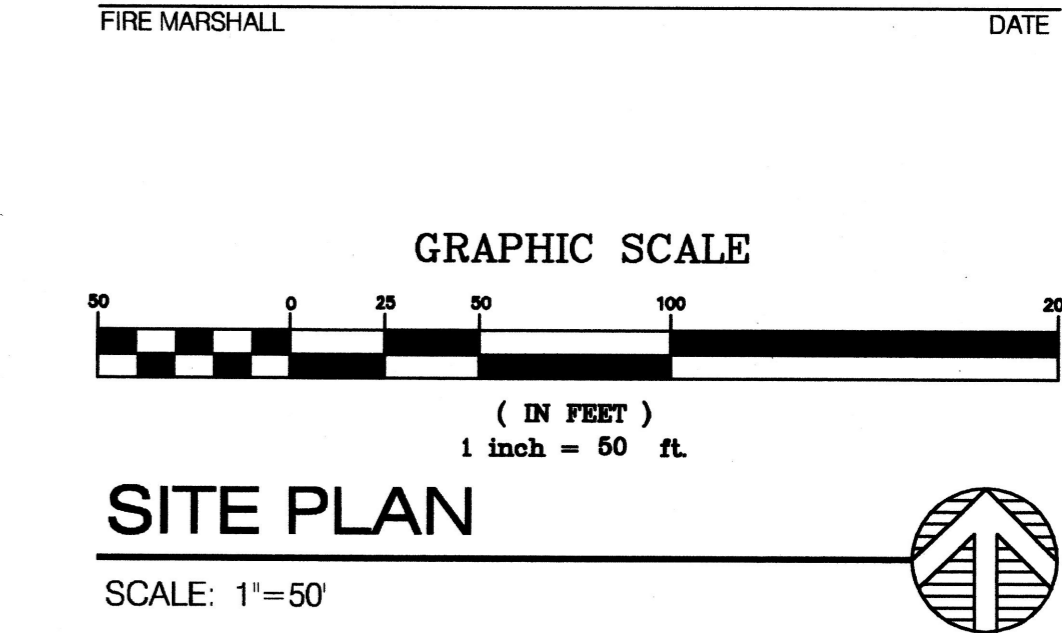 FIRE MARSHALL DATE
GRAPHIC SCALE
50 0 25 50 100 20
( IN FEET )
1 inch = 50 ft.
SITE PLAN
SCALE: 1"=50'